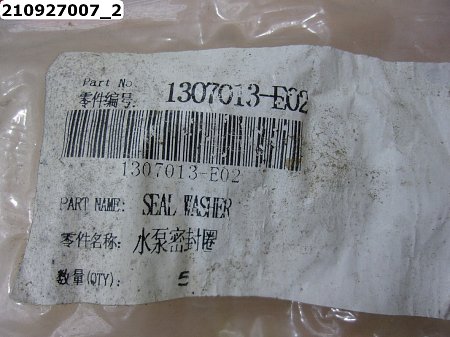 210927007_2
Part No
零件编号: 1307013-E02
1307013-E02
PART NAME: SEAL WASHER
零件名称: 水泵密封圈
数量(QTY): 5